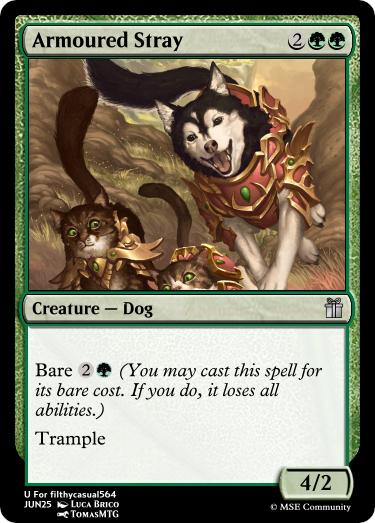 Armoured Stray 2
Creature — Dog
Bare 2 (You may cast this spell for
its bare cost. If you do, it loses all
abilities.)
Trample
4/2
U For filthycasual564
JUN25 Luca Brico
TomasMTG
© MSE Community